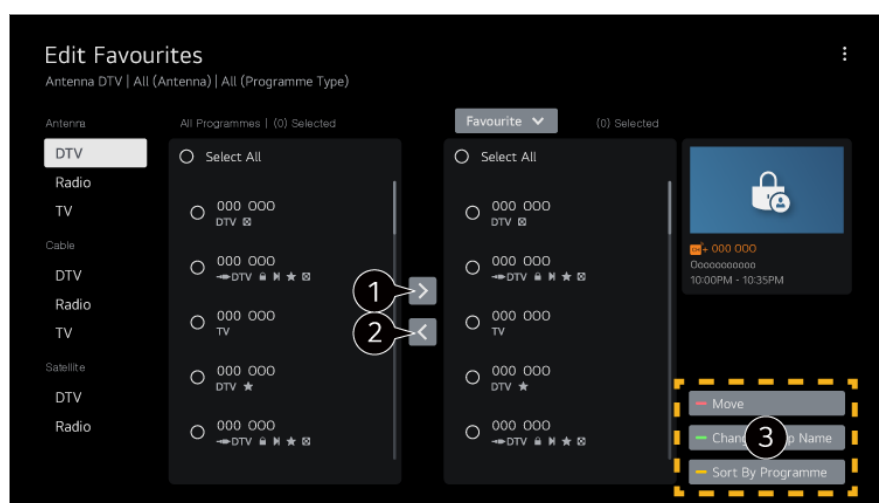 Edit Favourites
Antenna DTV | All (Antenna) | All (Programme Type)
Antenna
DTV
Radio
TV
Cable
DTV
Radio
TV
Satellite
DTV
Radio
All Programmes | (0) Selected
Select All
000 000
DTV
000 000
DTV
000 000
TV
000 000
DTV
000 000
DTV
1
2
Favourite
(0) Selected
Select All
000 000
DTV
000 000
DTV
000 000
TV
000 000
DTV
000 000
DTV
+ 000 000
Oooooooooo
10:00PM - 10:35PM
Move
3
Name
Sort By Programme